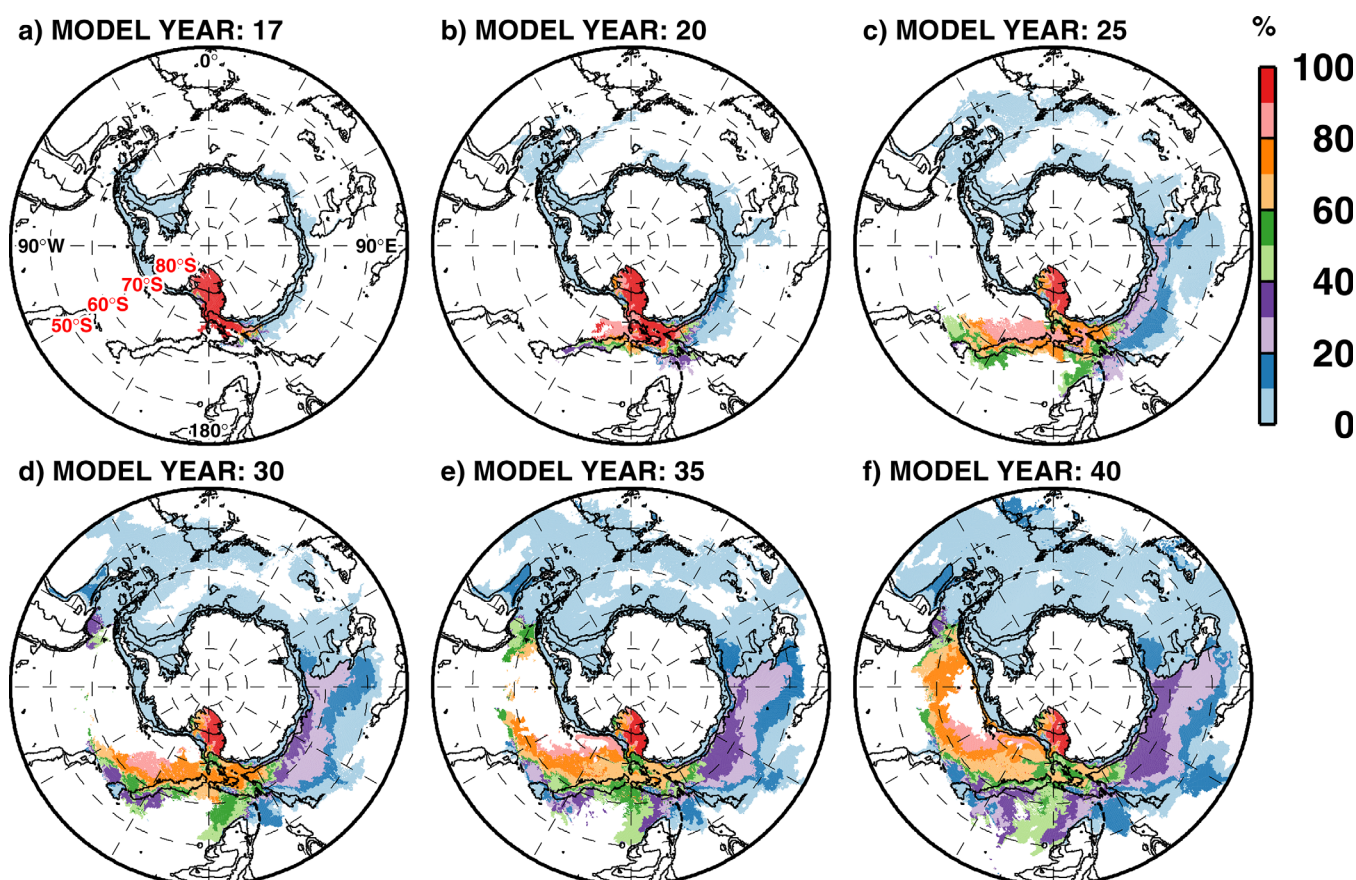 a) MODEL YEAR: 17
b) MODEL YEAR: 20
c) MODEL YEAR: 25
%
0°
90°W
90°E
80°S
70°S
60°S
50°S
180°
100
80
60
40
20
0
d) MODEL YEAR: 30
e) MODEL YEAR: 35
f) MODEL YEAR: 40